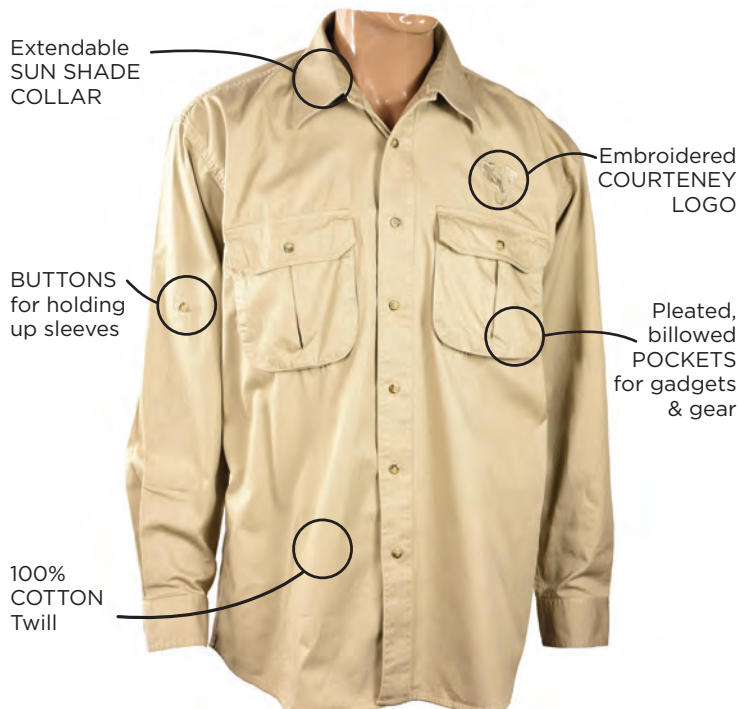 Extendable
SUN SHADE
COLLAR
Embroidered
COURTENEY
LOGO
BUTTONS
for holding
up sleeves
Pleated,
billowed
POCKETS
for gadgets
& gear
100%
COTTON
Twill